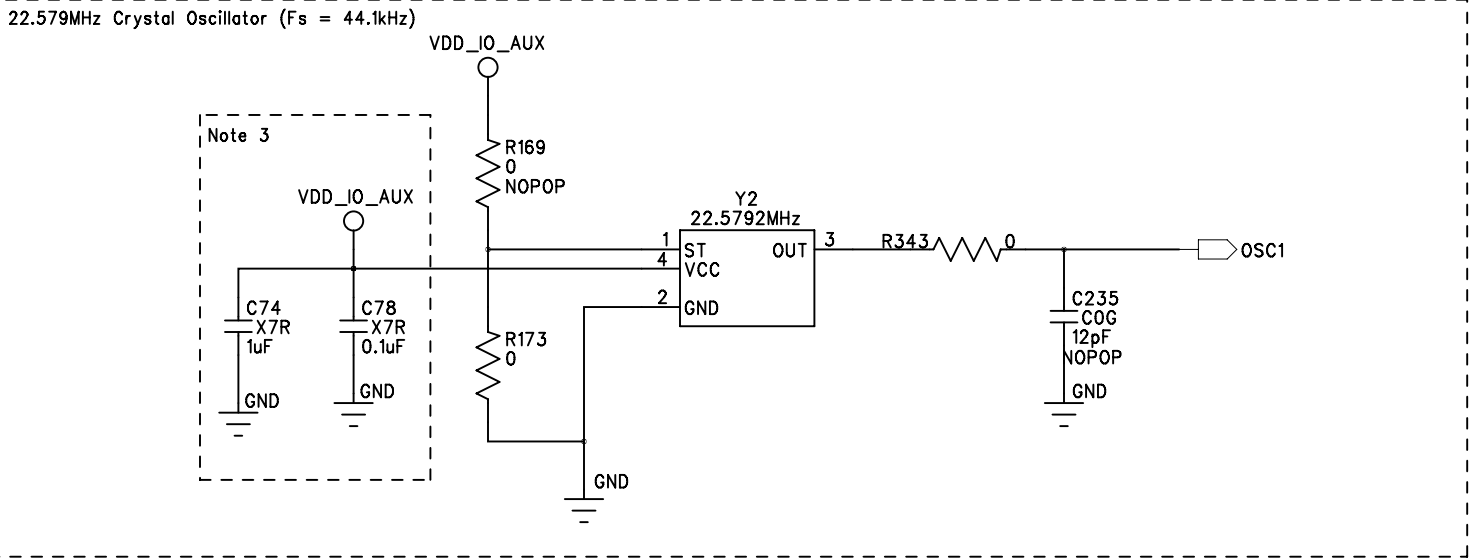 22.579MHz Crystal Oscillator (Fs = 44.1kHz)
VDD_IO_AUX
Note 3
R169
0
NOPOP
VDD_IO_AUX
Y2
22.5792MHz
1
ST
OUT
3
R343
0
OSC1
4
VCC
2
GND
C74
X7R
1uF
C78
X7R
0.1uF
R173
0
C235
COG
12pF
NOPOP
GND
GND
GND
GND